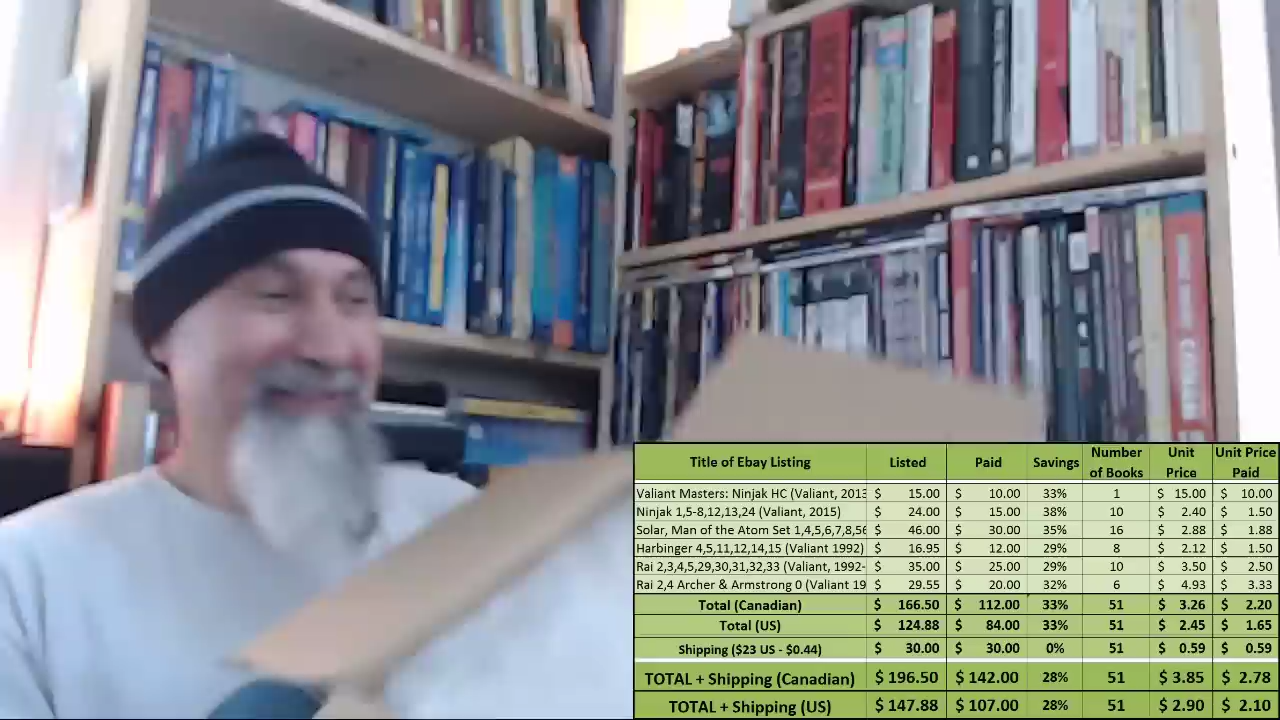 Title of Ebay Listing Listed Paid Savings Number of Books Unit Price Unit Price Paid
Valiant Masters: Ninjak HC (Valiant, 2013 $ 15.00 $ 10.00 33% 1 $ 15.00 $ 10.00
Ninjak 1,5-8,12,13,24 (Valiant, 2015) $ 24.00 $ 15.00 38% 10 $ 2.40 $ 1.50
Solar, Man of the Atom Set 1,4,5,6,7,8,56 $ 46.00 $ 30.00 35% 16 $ 2.88 $ 1.88
Harbinger 4,5,11,12,14,15 (Valiant 1992) $ 16.95 $ 12.00 29% 8 $ 2.12 $ 1.50
Rai 2,3,4,5,29,30,31,32,33 (Valiant, 1992- $ 35.00 $ 25.00 29% 10 $ 3.50 $ 2.50
Rai 2,4 Archer & Armstrong 0 (Valiant 19 $ 29.55 $ 20.00 32% 6 $ 4.93 $ 3.33
Total (Canadian) $ 166.50 $ 112.00 33% 51 $ 3.26 $ 2.20
Total (US) $ 124.88 $ 84.00 33% 51 $ 2.45 $ 1.65
Shipping ($23 US - $0.44) $ 30.00 $ 30.00 0% 51 $ 0.59 $ 0.59
TOTAL + Shipping (Canadian) $ 196.50 $ 142.00 28% 51 $ 3.85 $ 2.78
TOTAL + Shipping (US) $ 147.88 $ 107.00 28% 51 $ 2.90 $ 2.10